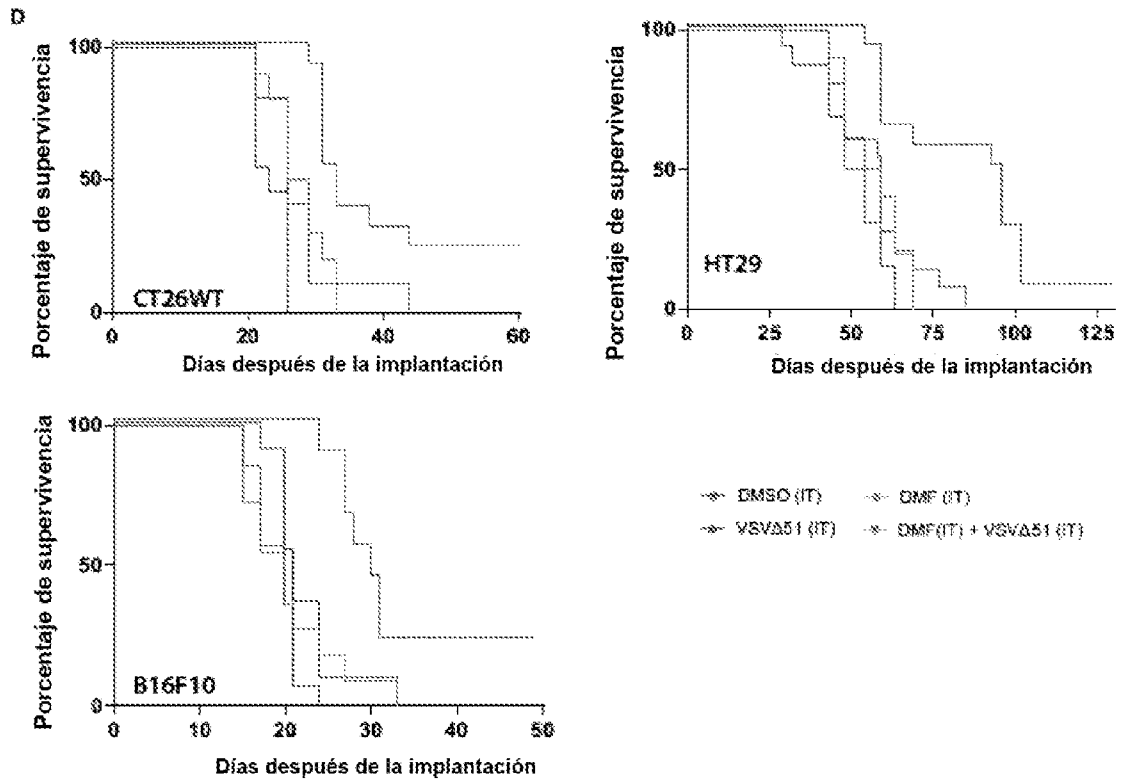 D
Porcentaje de supervivencia
100
50
0
CT26WT
0 20 40 60
Días después de la implantación
Porcentaje de supervivencia
100
50
0
HT29
0 25 50 75 100 125
Días después de la implantación
Porcentaje de supervivencia
100
50
0
B16F10
0 10 20 30 40 50
Días después de la implantación
DMSO (IT) DMF (IT)
VSVΔ51 (IT) DMF(IT) + VSVΔ51 (IT)